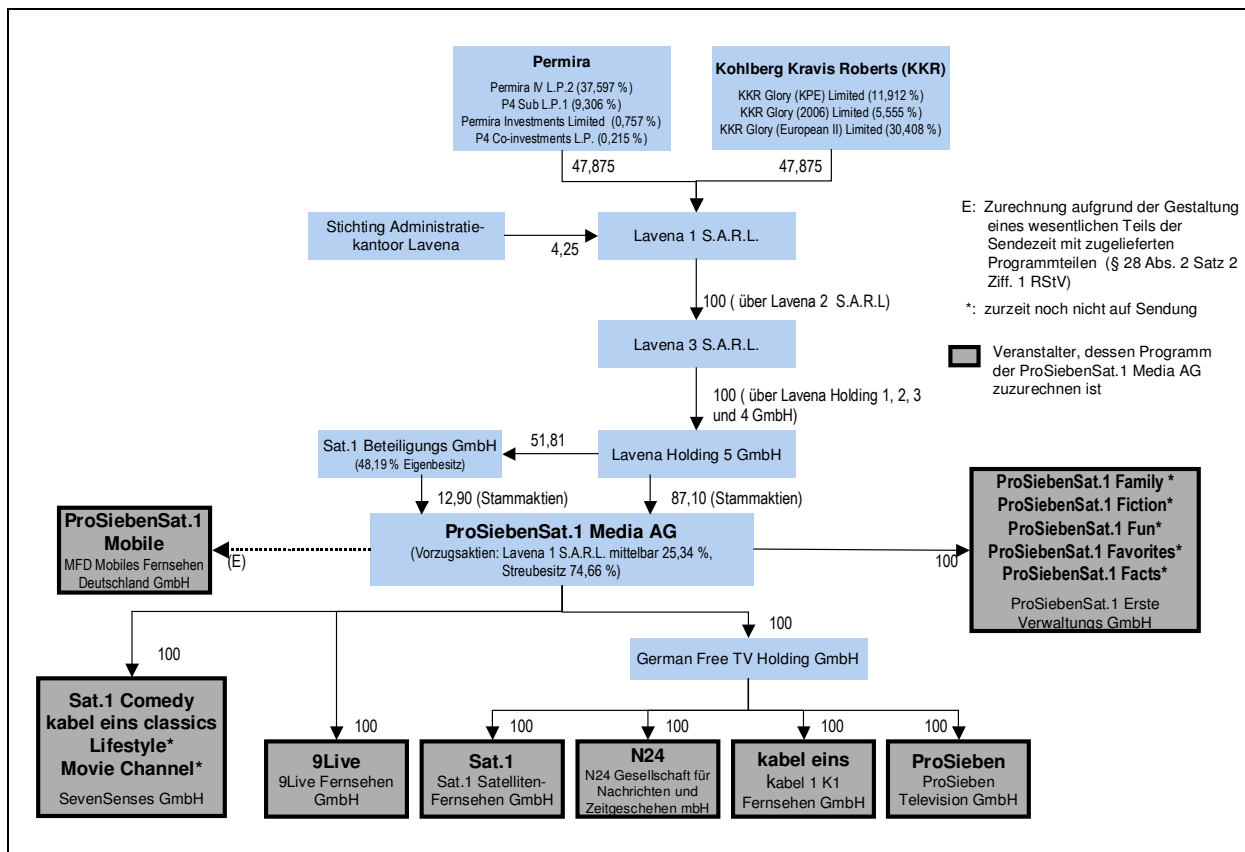 Permira
Permira IV L.P.2 (37,597 %)
P4 Sub L.P.1 (9,306 %)
Permira Investments Limited (0,757 %)
P4 Co-investments L.P. (0,215 %)
Kohlberg Kravis Roberts (KKR)
KKR Glory (KPE) Limited (11,912 %)
KKR Glory (2006) Limited (5,555 %)
KKR Glory (European II) Limited (30,408 %)
47,875
47,875
Stichting Administratie-
kantoor Lavena
4,25
Lavena 1 S.A.R.L.
E: Zurechnung aufgrund der Gestaltung
eines wesentlichen Teils der
Sendezeit mit zugelieferten
Programmteilen (§ 28 Abs. 2 Satz 2
Ziff. 1 RStV)
*: zurzeit noch nicht auf Sendung
Veranstalter, dessen Programm
der ProSiebenSat.1 Media AG
zuzurechnen ist
100 ( über Lavena 2 S.A.R.L)
Lavena 3 S.A.R.L.
100 ( über Lavena Holding 1, 2, 3
und 4 GmbH)
Sat.1 Beteiligungs GmbH
(48,19 % Eigenbesitz)
51,81
Lavena Holding 5 GmbH
12,90 (Stammaktien)
87,10 (Stammaktien)
ProSiebenSat.1
Mobile
MFD Mobiles Fernsehen
Deutschland GmbH
(E)
ProSiebenSat.1 Media AG
(Vorzugsaktien: Lavena 1 S.A.R.L. mittelbar 25,34 %,
Streubesitz 74,66 %)
100
ProSiebenSat.1 Family *
ProSiebenSat.1 Fiction*
ProSiebenSat.1 Fun*
ProSiebenSat.1 Favorites*
ProSiebenSat.1 Facts*
ProSiebenSat.1 Erste
Verwaltungs GmbH
100
100
German Free TV Holding GmbH
Sat.1 Comedy
kabel eins classics
Lifestyle*
Movie Channel*
SevenSenses GmbH
100
9Live
9Live Fernsehen
GmbH
100
Sat.1
Sat.1 Satelliten-
Fernsehen GmbH
100
N24
N24 Gesellschaft für
Nachrichten und
Zeitgeschehen mbH
100
kabel eins
kabel 1 K1
Fernsehen GmbH
100
ProSieben
ProSieben
Television GmbH